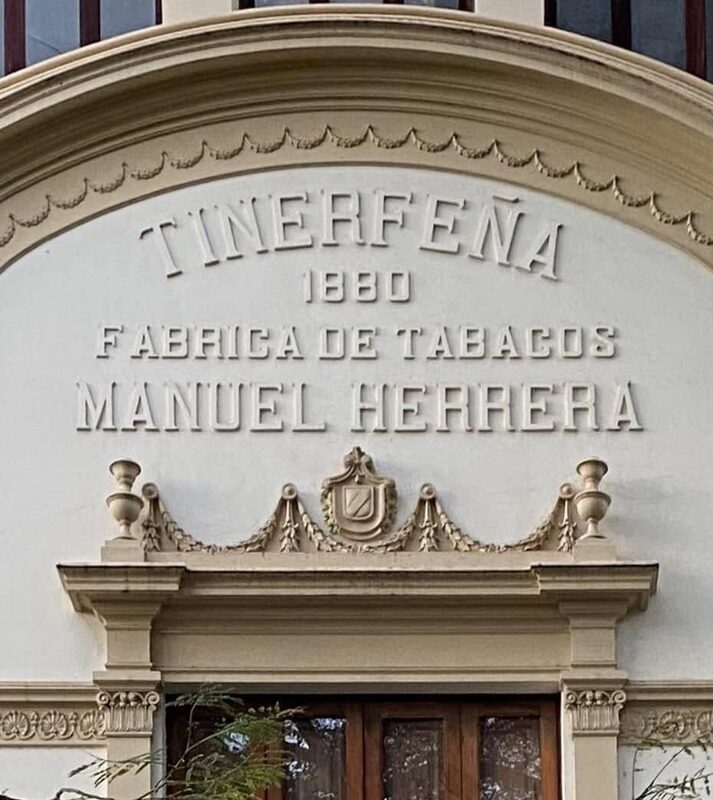 TINERFEÑA
1880
FABRICA DE TABACOS
MANUEL HERRERA